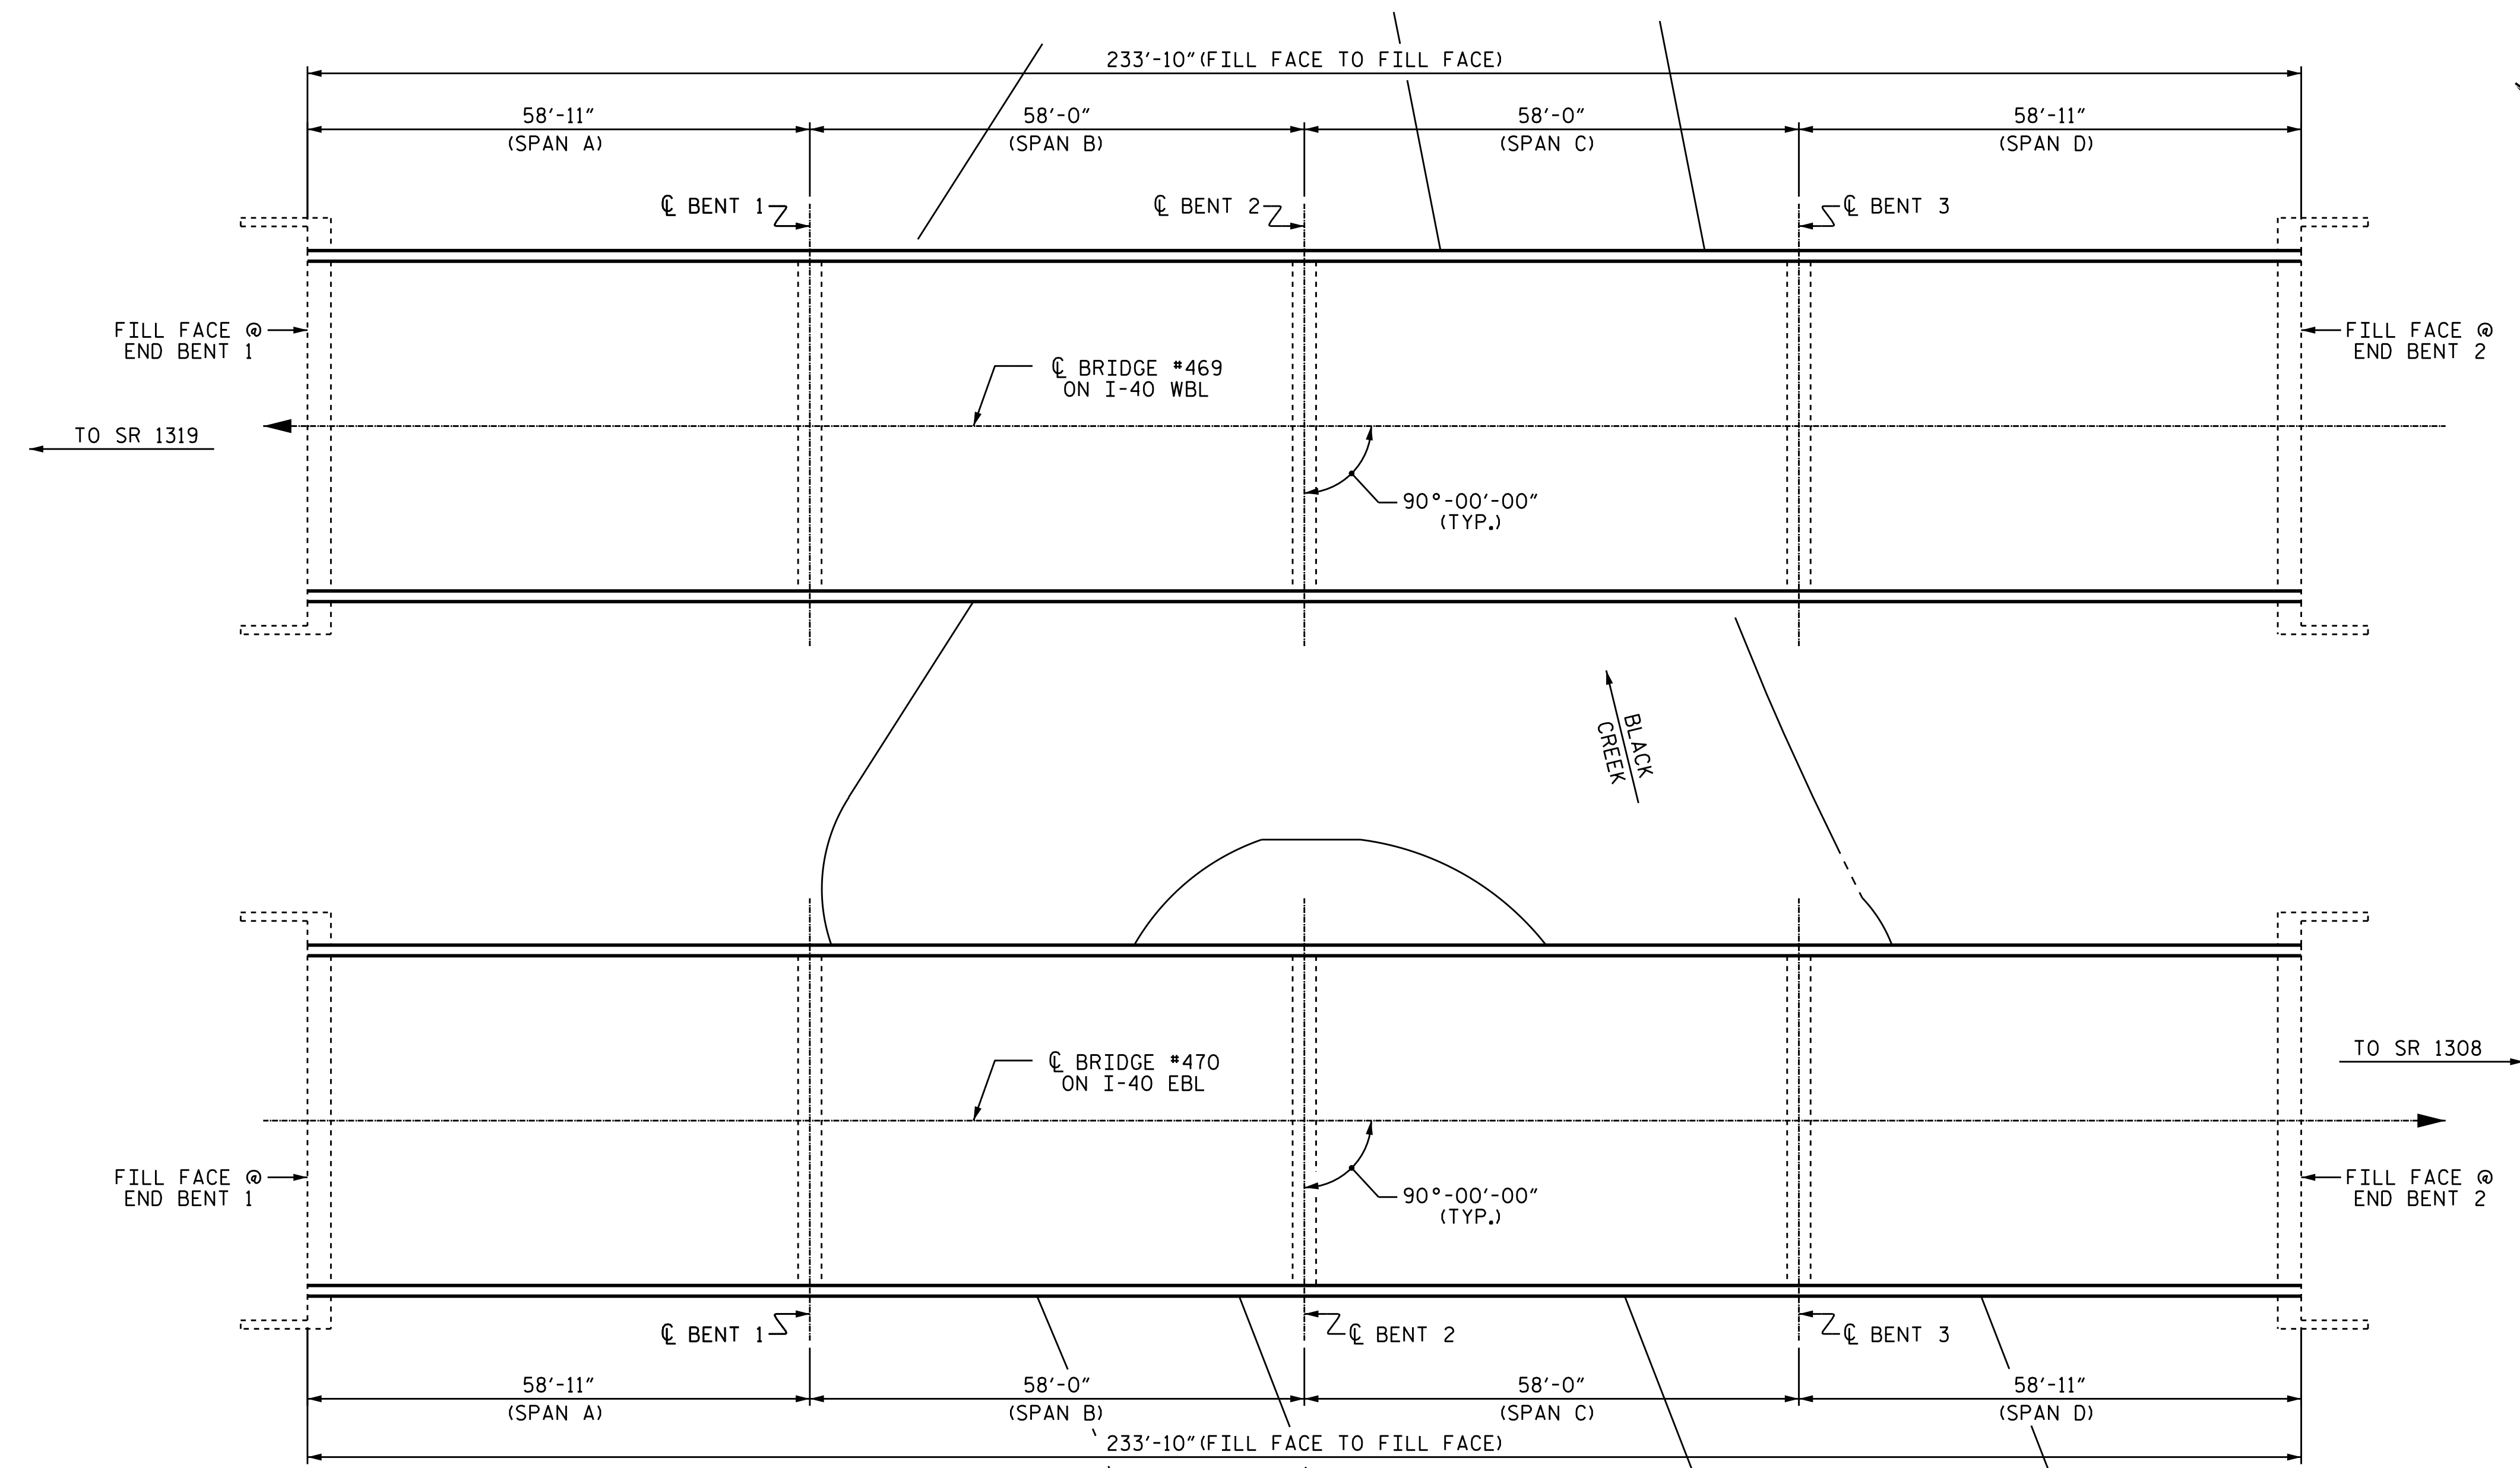 233'-10"(FILL FACE TO FILL FACE)
58'-11"
58'-0"
58'-0"
58'-11"
(SPAN A)
(SPAN B)
(SPAN C)
(SPAN D)
℄ BENT 1
℄ BENT 2
℄ BENT 3
FILL FACE @
END BENT 1
FILL FACE @
END BENT 2
℄ BRIDGE #469
ON I-40 WBL
TO SR 1319
90°-00'-00"
(TYP.)
BLACK
CREEK
TO SR 1308
℄ BRIDGE #470
ON I-40 EBL
FILL FACE @
END BENT 1
FILL FACE @
END BENT 2
90°-00'-00"
(TYP.)
℄ BENT 1
℄ BENT 2
℄ BENT 3
58'-11"
58'-0"
58'-0"
58'-11"
(SPAN A)
(SPAN B)
(SPAN C)
(SPAN D)
233'-10"(FILL FACE TO FILL FACE)